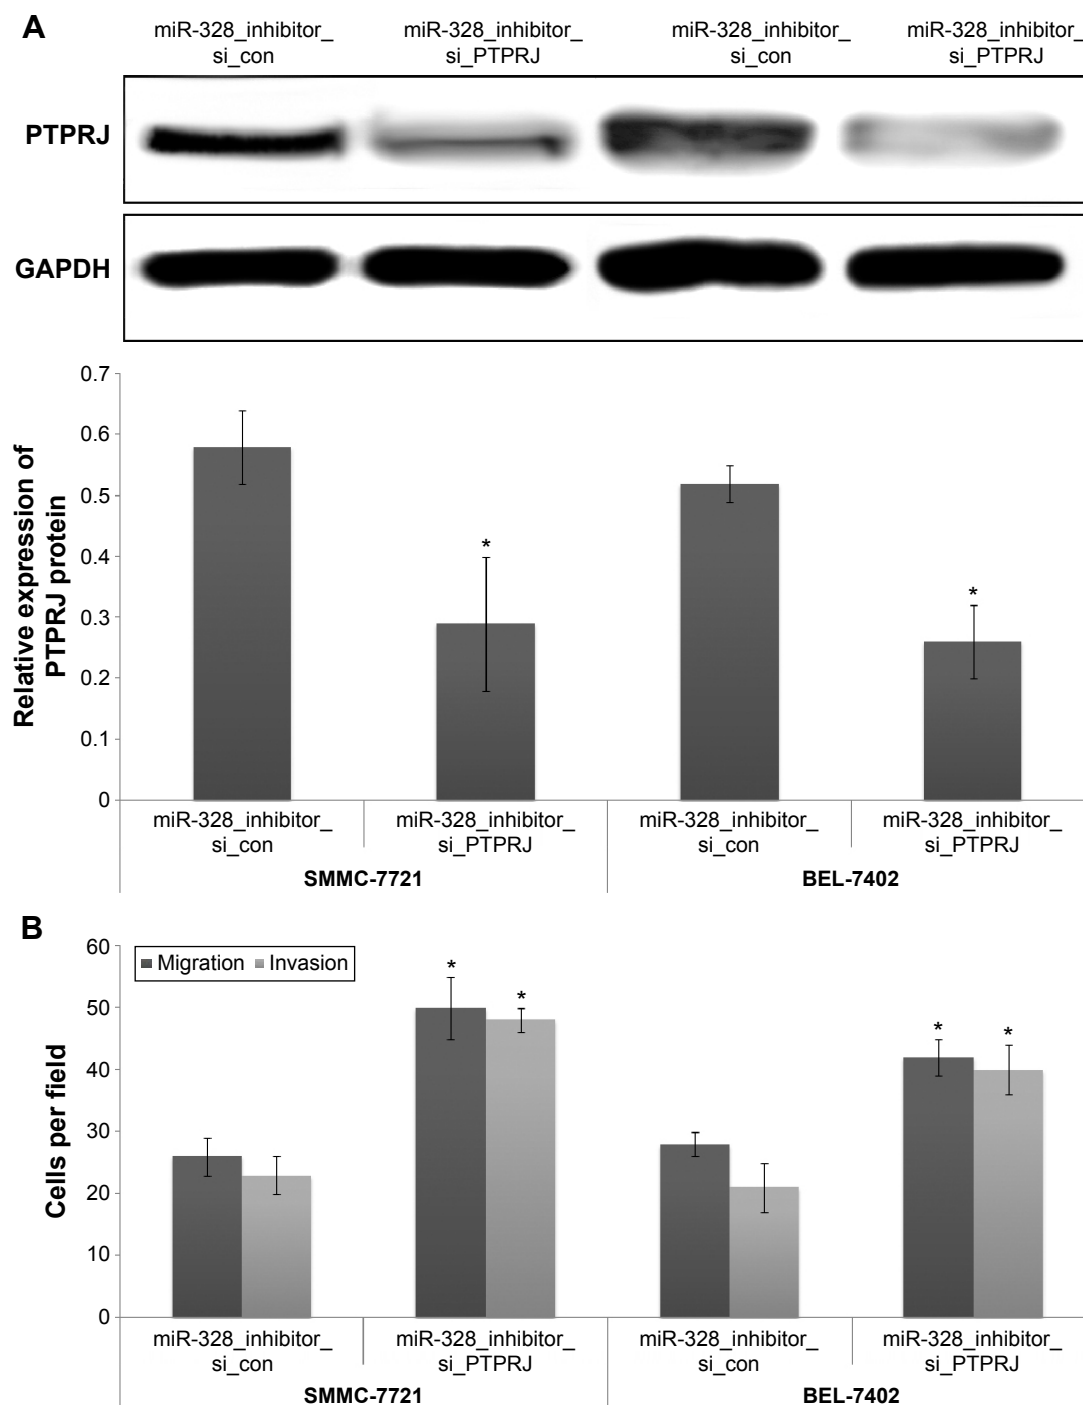 A
miR-328_inhibitor_
si_con
miR-328_inhibitor_
si_PTPRJ
miR-328_inhibitor_
si_con
miR-328_inhibitor_
si_PTPRJ
PTPRJ
GAPDH
Relative expression of
PTPRJ protein
0.7
0.6
0.5
0.4
0.3
0.2
0.1
0
*
*
miR-328_inhibitor_
si_con
miR-328_inhibitor_
si_PTPRJ
miR-328_inhibitor_
si_con
miR-328_inhibitor_
si_PTPRJ
SMMC-7721
BEL-7402
B
Cells per field
60
50
40
30
20
10
0
Migration
Invasion
*
*
*
*
miR-328_inhibitor_
si_con
miR-328_inhibitor_
si_PTPRJ
miR-328_inhibitor_
si_con
miR-328_inhibitor_
si_PTPRJ
SMMC-7721
BEL-7402